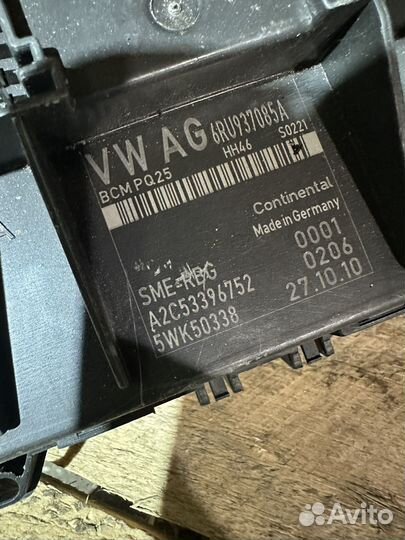 VW AG 6RU937085A
BCM PQ25 HH46 S0221
Continental
Made in Germany
0001
SME-RBG 0206
A2C53396752 27.10.10
5WK50338
Avito